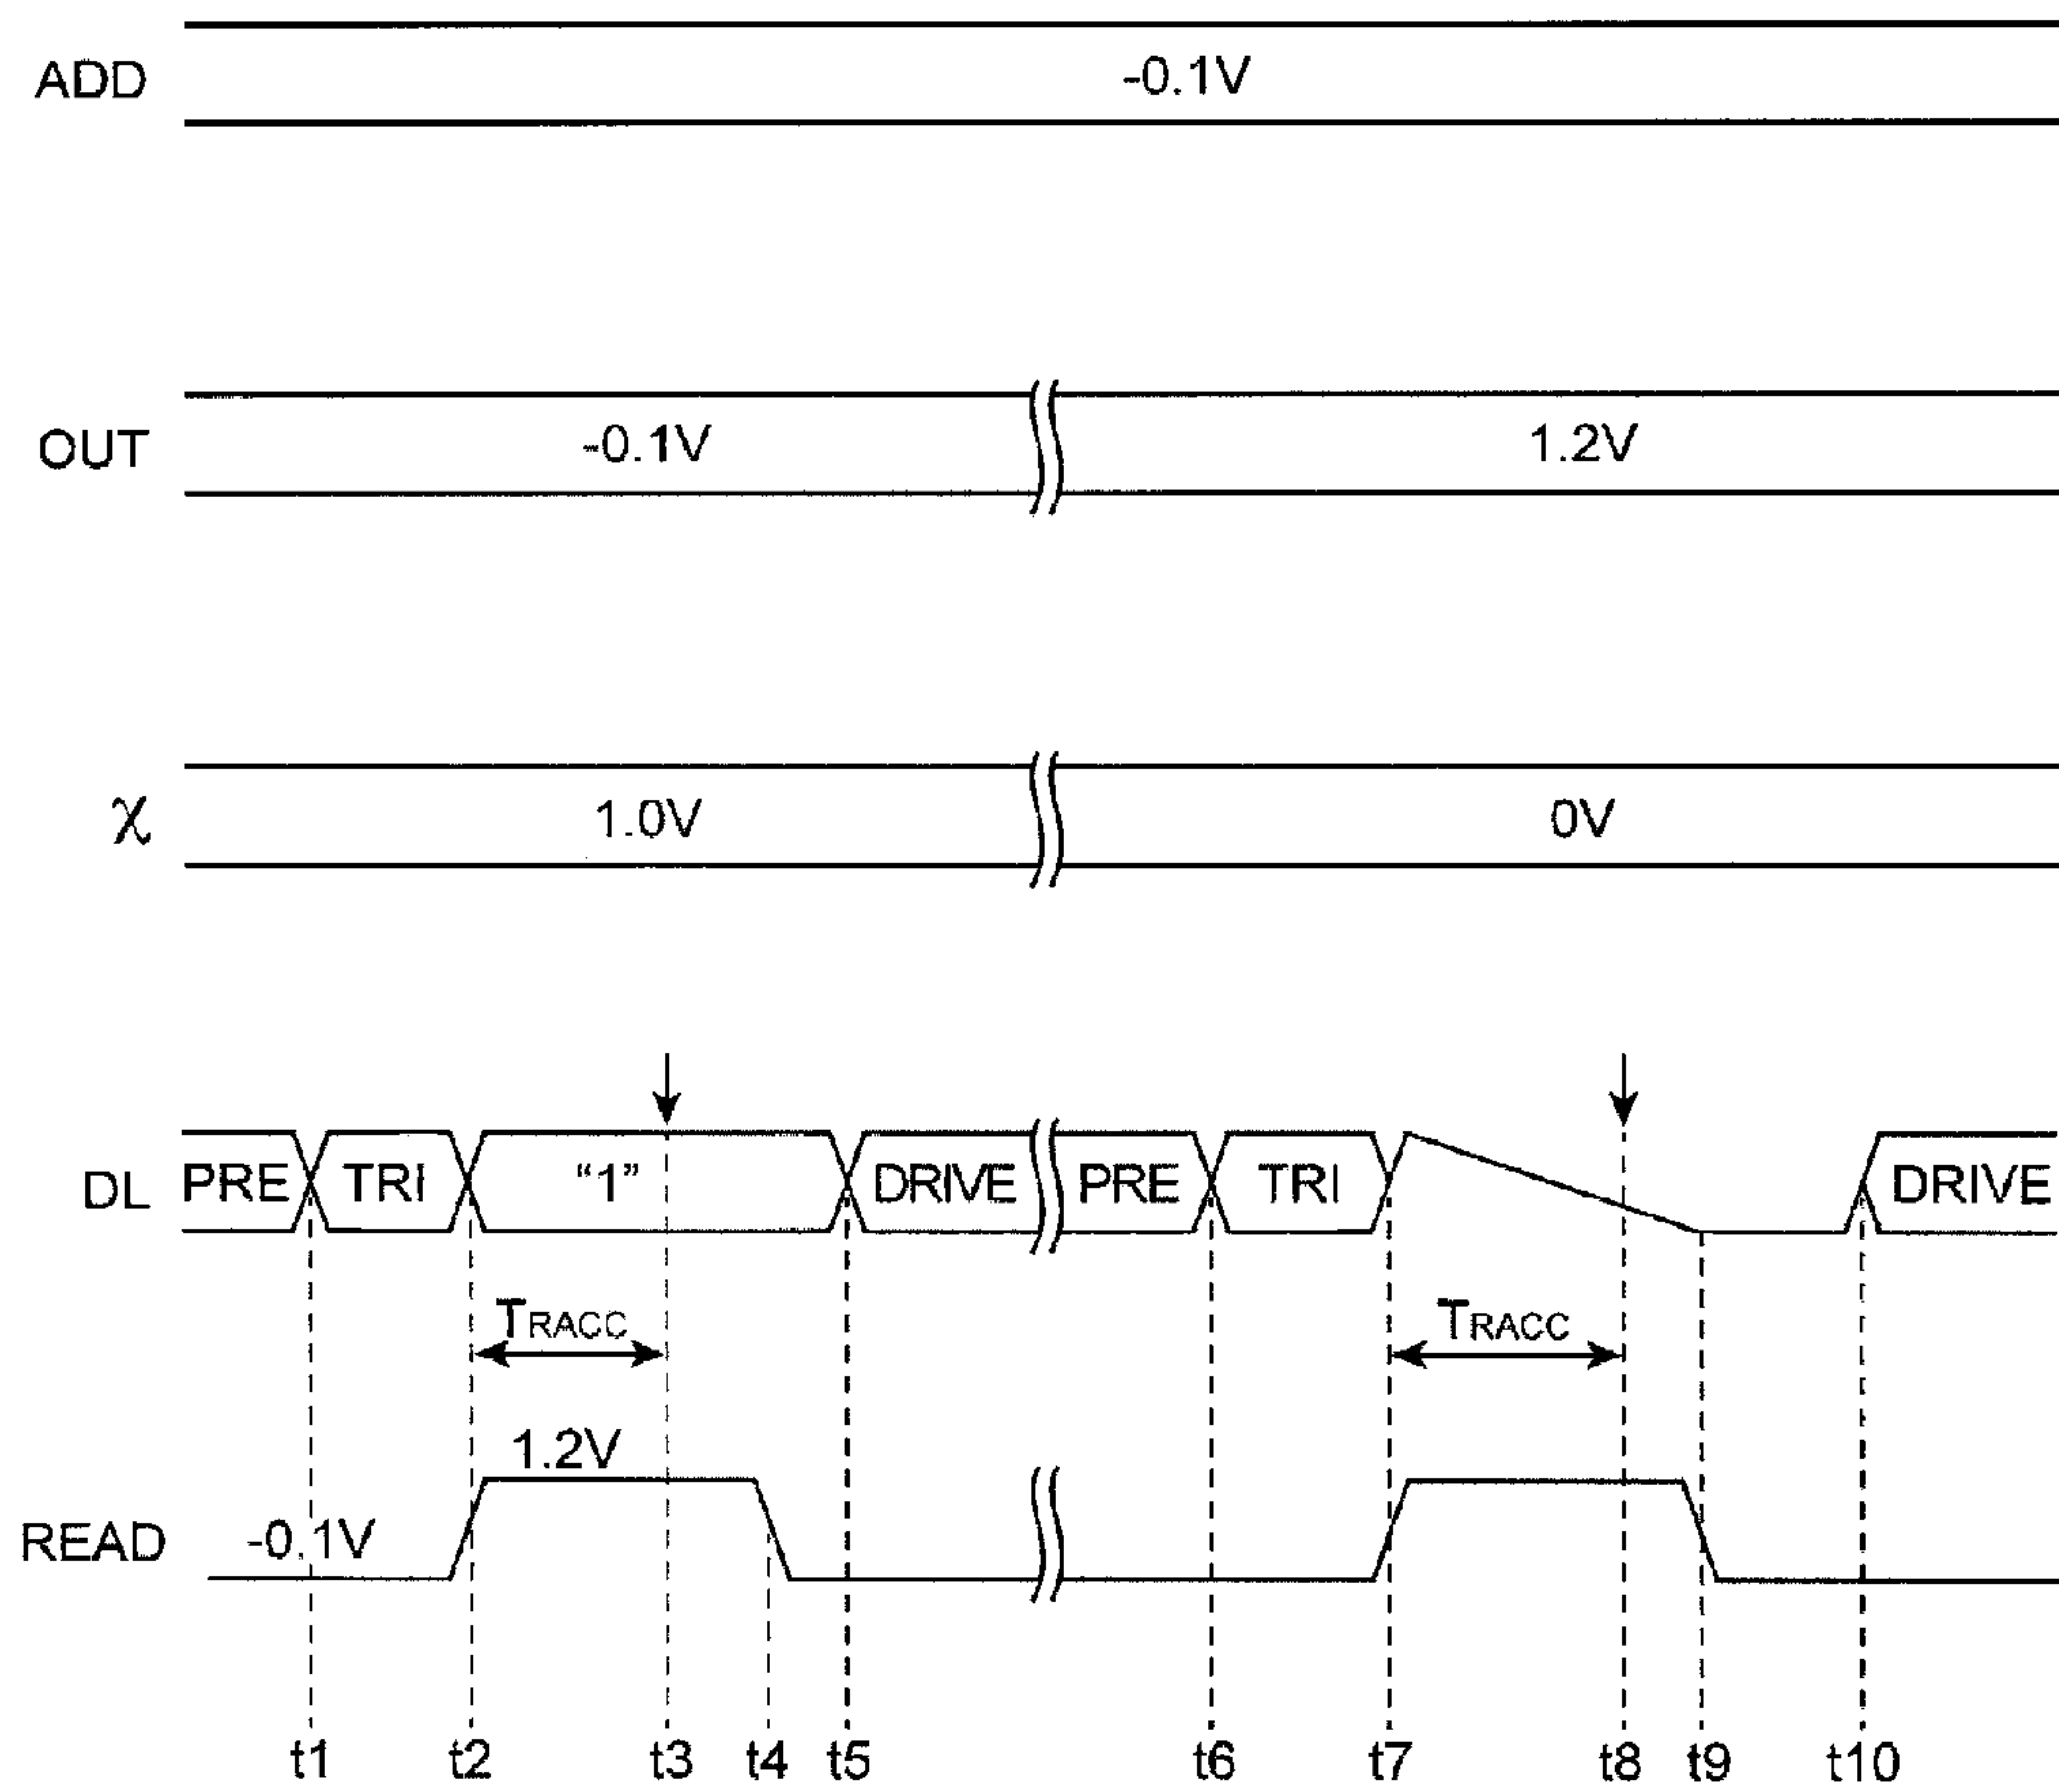 ADD -0.1V
OUT -0.1V 1.2V
χ 1.0V 0V
DL PRE TRI “1” DRIVE PRE TRI DRIVE
TRACC TRACC
1.2V
READ -0.1V
t1 t2 t3 t4 t5 t6 t7 t8 t9 t10